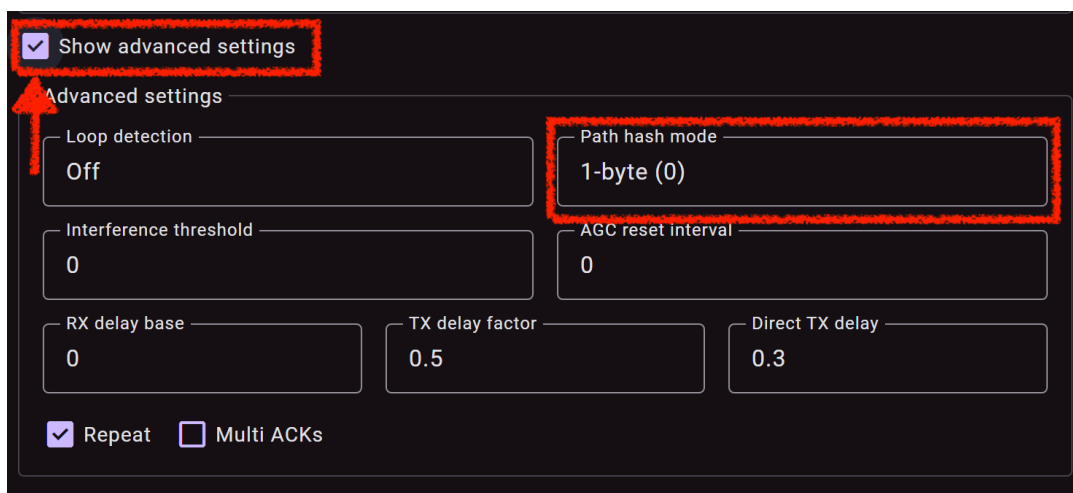 Show advanced settings
Advanced settings
Loop detection
Off
Path hash mode
1-byte (0)
Interference threshold
0
AGC reset interval
0
RX delay base
0
TX delay factor
0.5
Direct TX delay
0.3
Repeat
Multi ACKs